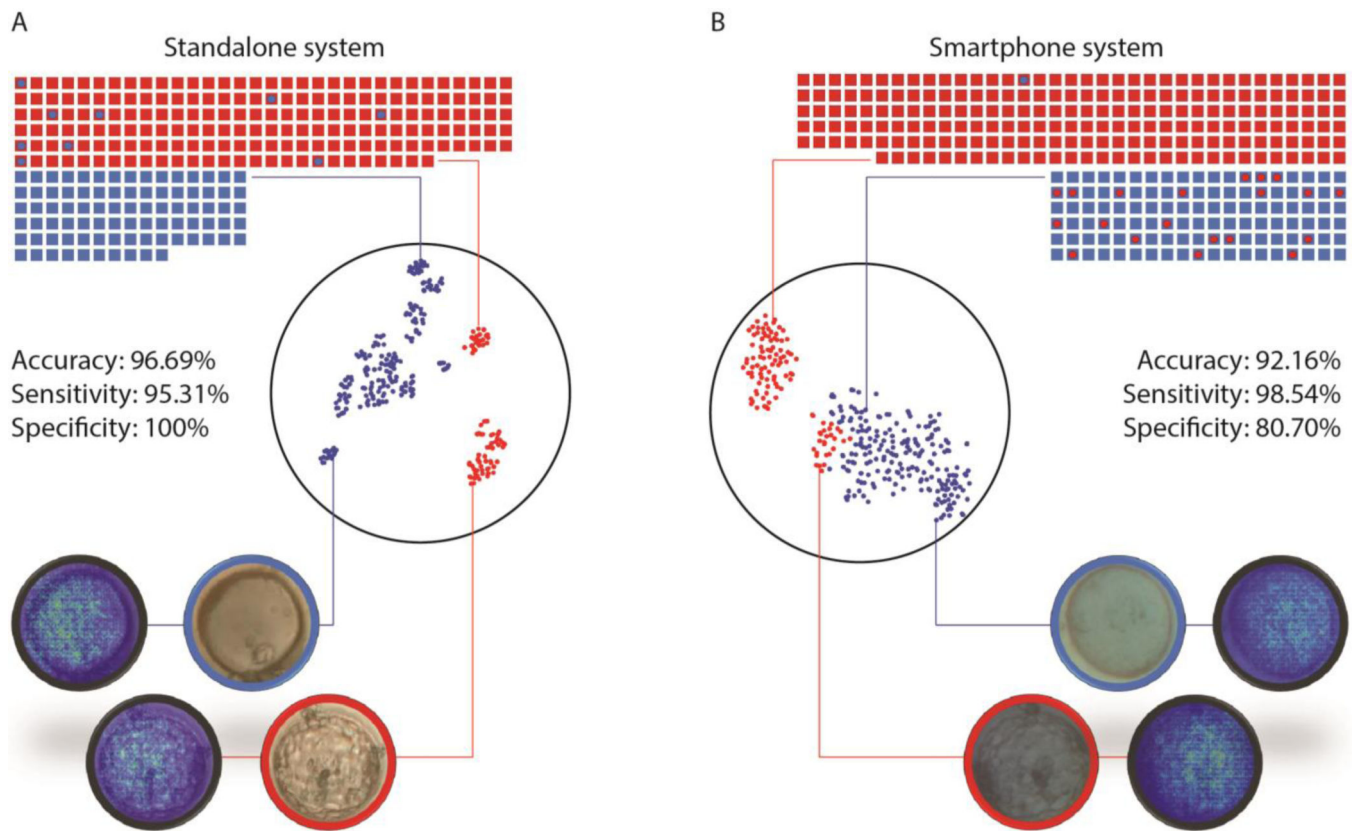 A
Standalone system
Accuracy: 96.69%
Sensitivity: 95.31%
Specificity: 100%
B
Smartphone system
Accuracy: 92.16%
Sensitivity: 98.54%
Specificity: 80.70%